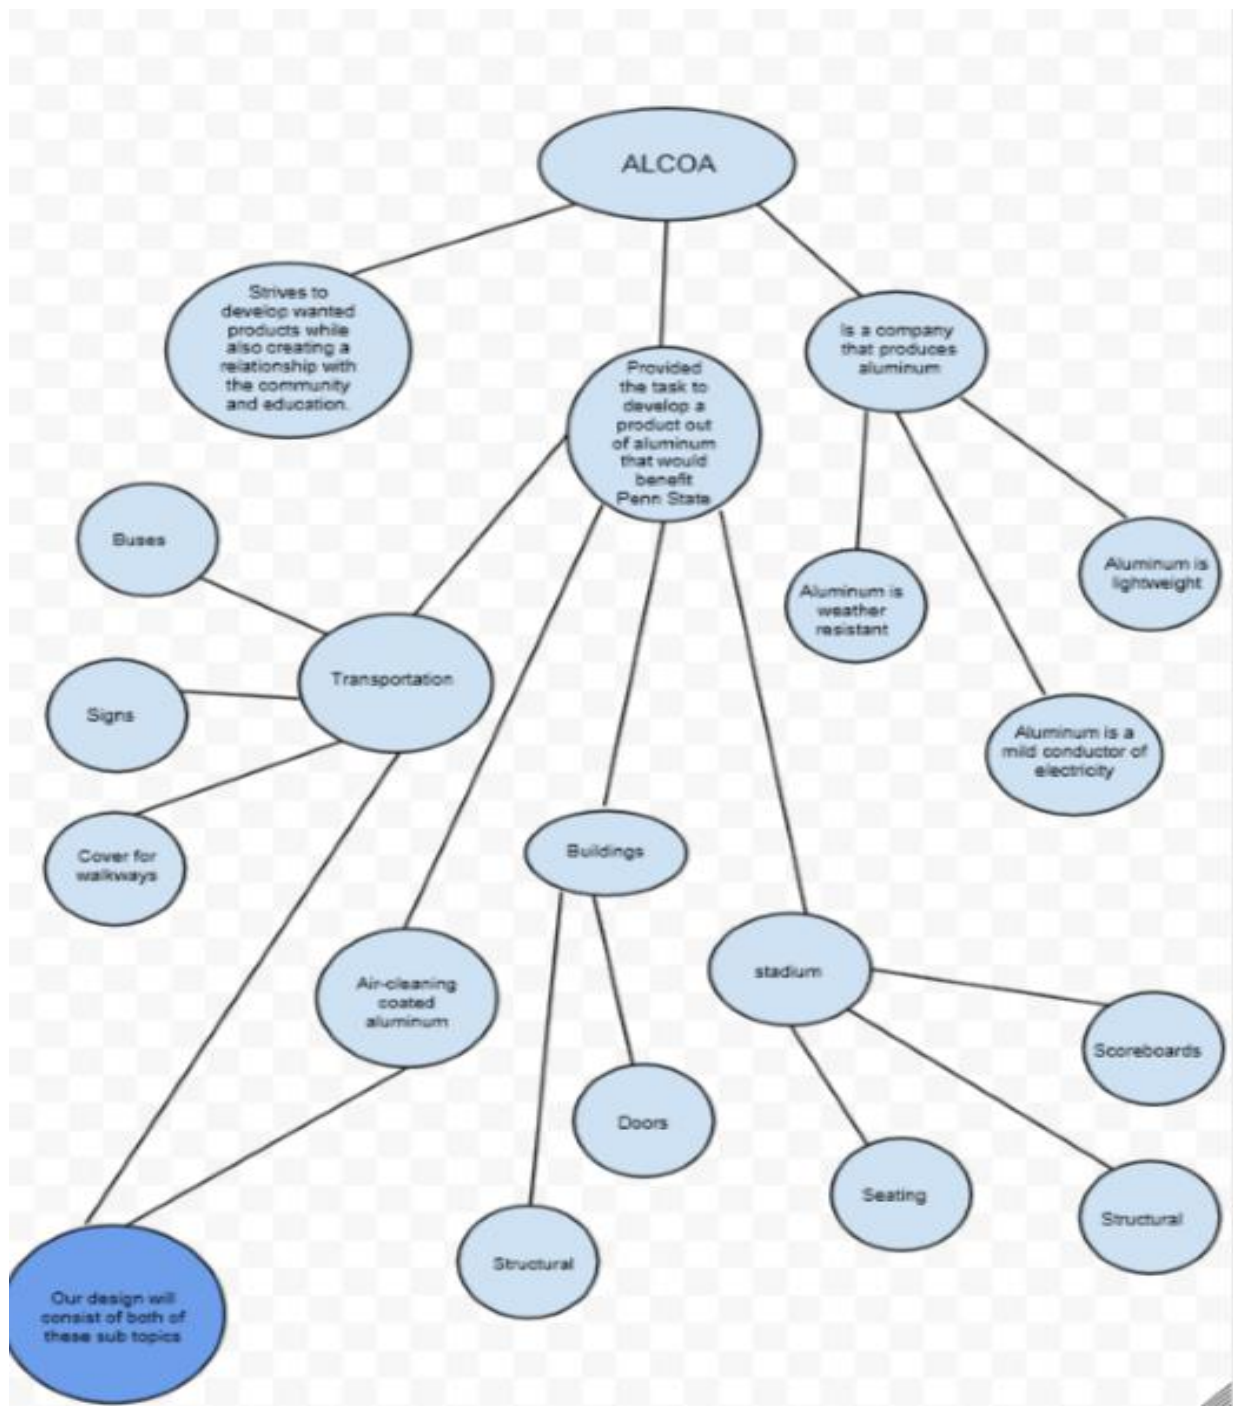 ALCOA
Strives to
develop wanted
products while
also creating a
relationship with
the community
and education.
Provided
the task to
develop a
product out
of aluminum
that would
benefit
Penn State
Is a company
that produces
aluminum
Buses
Signs
Cover for
walkways
Transportation
Aluminum is
weather
resistant
Aluminum is
lightweight
Aluminum is a
mild conductor of
electricity
Buildings
Air-cleaning
coated
aluminum
stadium
Scoreboards
Doors
Seating
Structural
Structural
Our design will
consist of both of
these sub topics